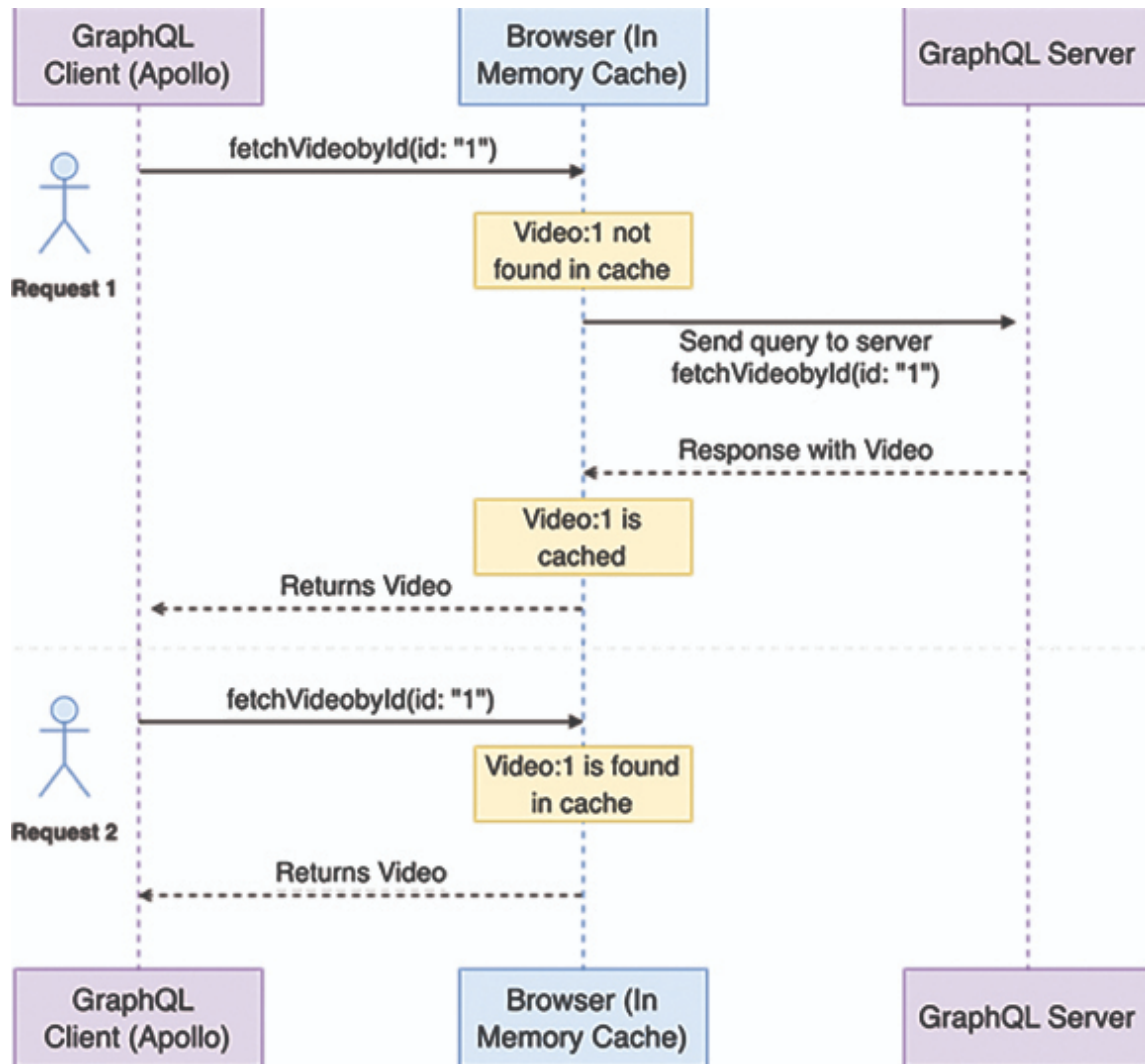 GraphQL
Client (Apollo)
Browser (In
Memory Cache)
GraphQL Server
fetchVideobyId(id: "1")
Request 1
Video:1 not
found in cache
Send query to server
fetchVideobyId(id: "1")
Response with Video
Video:1 is
cached
Returns Video
fetchVideobyId(id: "1")
Request 2
Video:1 is found
in cache
Returns Video
GraphQL
Client (Apollo)
Browser (In
Memory Cache)
GraphQL Server